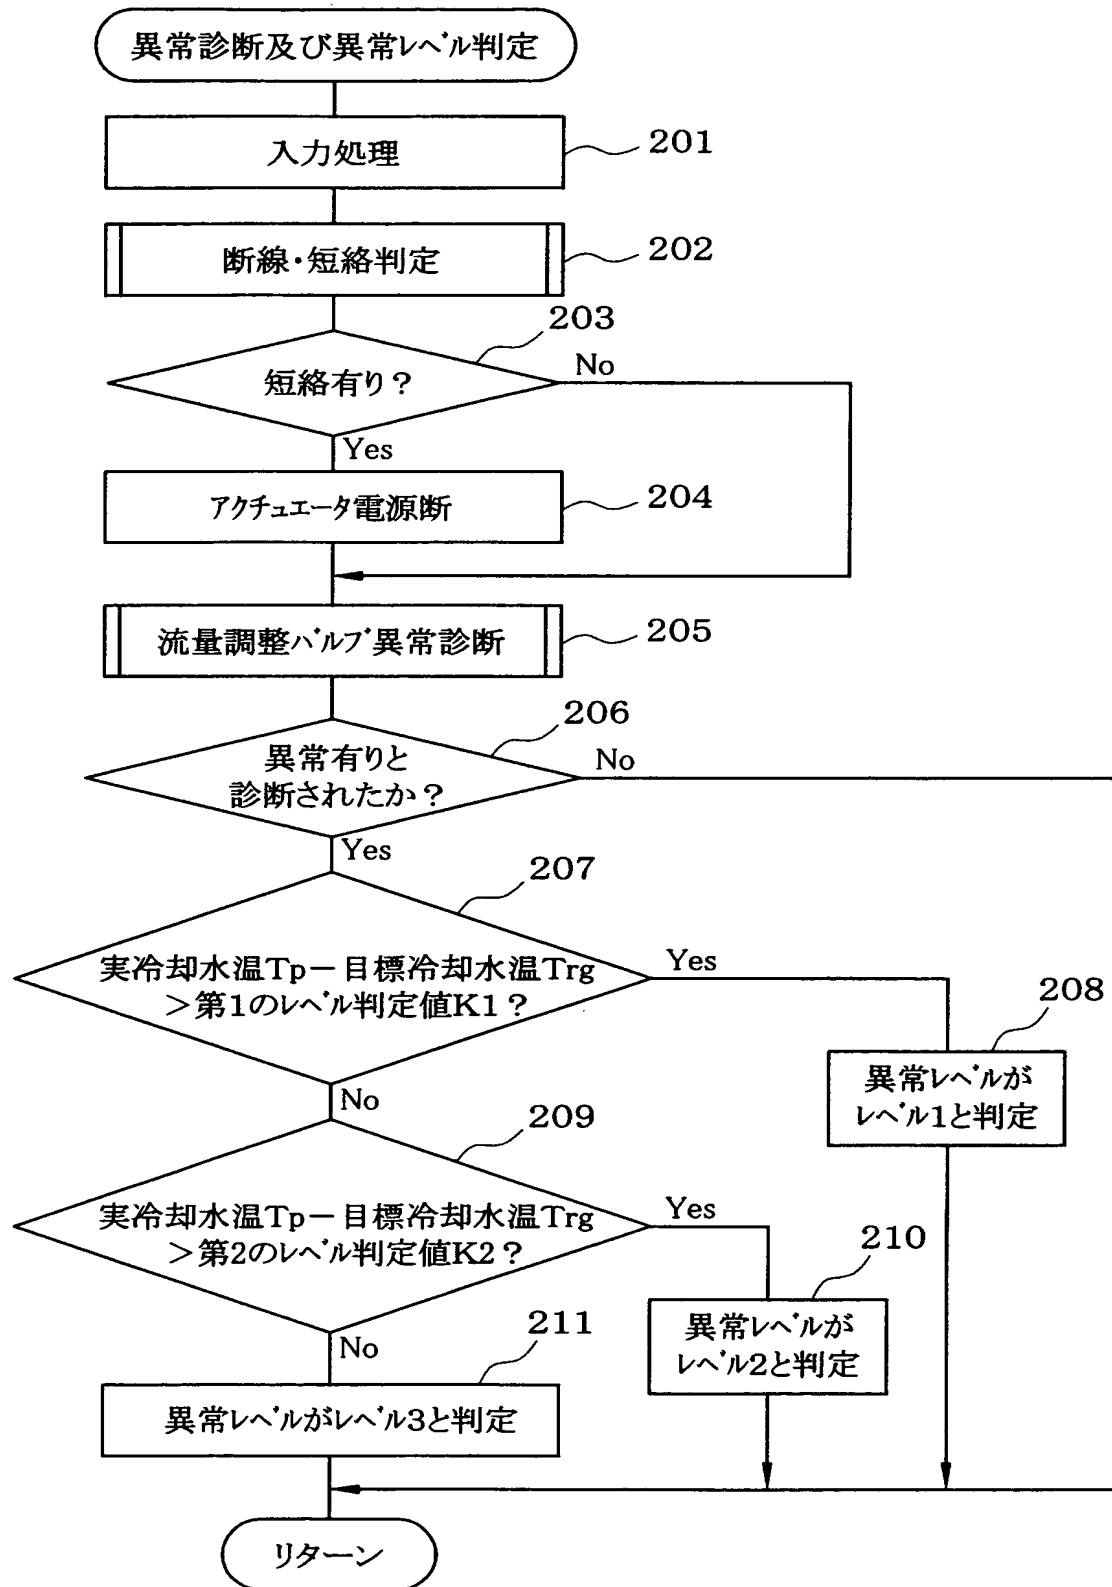 異常診断及び異常レベル判定
入力処理
201
断線・短絡判定
202
203
短絡有り?
No
Yes
アクチュエータ電源断
204
流量調整バルブ異常診断
205
206
異常有りと
診断されたか?
No
Yes
207
実冷却水温Tp-目標冷却水温Trg
>第1のレベル判定値K1?
Yes
208
異常レベルが
レベル1と判定
No
209
実冷却水温Tp-目標冷却水温Trg
>第2のレベル判定値K2?
Yes
210
異常レベルが
レベル2と判定
No
211
異常レベルがレベル3と判定
リターン